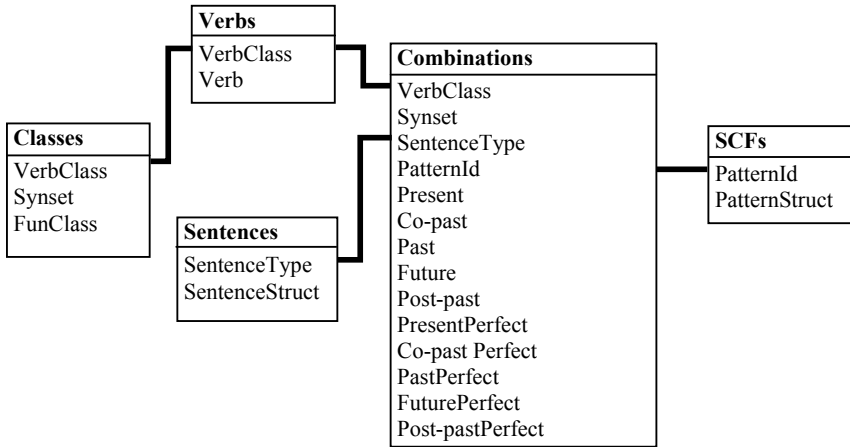 Verbs
VerbClass
Verb
Classes
VerbClass
Synset
FunClass
Sentences
SentenceType
SentenceStruct
Combinations
VerbClass
Synset
SentenceType
PatternId
Present
Co-past
Past
Future
Post-past
PresentPerfect
Co-past Perfect
PastPerfect
FuturePerfect
Post-pastPerfect
SCFs
PatternId
PatternStruct